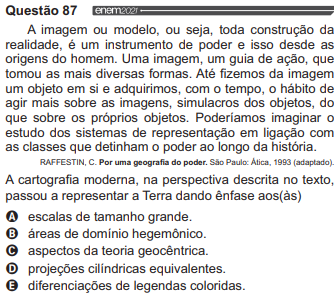 Questão 87 enem2021
A imagem ou modelo, ou seja, toda construção da
realidade, é um instrumento de poder e isso desde as
origens do homem. Uma imagem, um guia de ação, que
tomou as mais diversas formas. Até fizemos da imagem
um objeto em si e adquirimos, com o tempo, o hábito de
agir mais sobre as imagens, simulacros dos objetos, do
que sobre os próprios objetos. Poderíamos imaginar o
estudo dos sistemas de representação em ligação com
as classes que detinham o poder ao longo da história.
RAFFESTIN, C. Por uma geografia do poder. São Paulo: Ática, 1993 (adaptado).
A cartografia moderna, na perspectiva descrita no texto,
passou a representar a Terra dando ênfase aos(às)
A escalas de tamanho grande.
B áreas de domínio hegemônico.
C aspectos da teoria geocêntrica.
D projeções cilíndricas equivalentes.
E diferenciações de legendas coloridas.